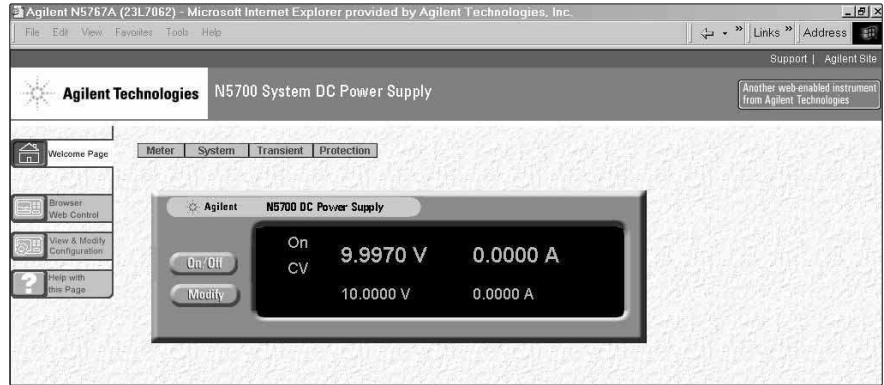 Agilent N5767A (23L7062) - Microsoft Internet Explorer provided by Agilent Technologies, Inc.
File Edit View Favorites Tools Help
» Links » Address
Support | Agilent Site
Agilent Technologies
N5700 System DC Power Supply
Another web-enabled instrument
from Agilent Technologies
Welcome Page
Meter System Transient Protection
Browser
Web Control
View & Modify
Configuration
Help with
this Page
Agilent N5700 DC Power Supply
On/Off
Modify
On 9.9970 V 0.0000 A
CV
10.0000 V 0.0000 A